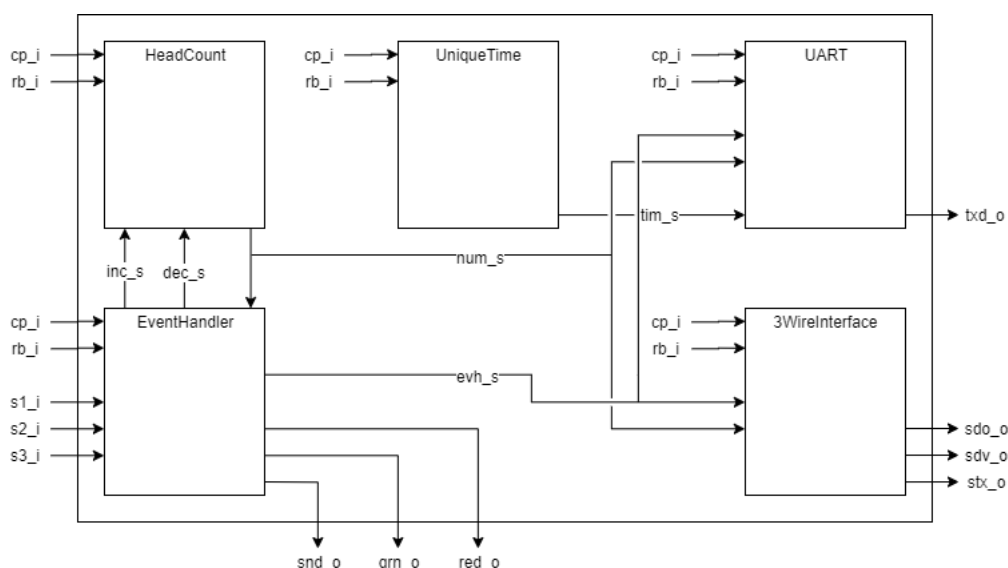 cp_i
HeadCount
cp_i
UniqueTime
cp_i
UART
rb_i
rb_i
rb_i
tim_s
txd_o
inc_s
dec_s
num_s
cp_i
EventHandler
cp_i
3WireInterface
rb_i
rb_i
evh_s
s1_i
s2_i
sdo_o
s3_i
sdv_o
stx_o
snd_o
grn_o
red_o